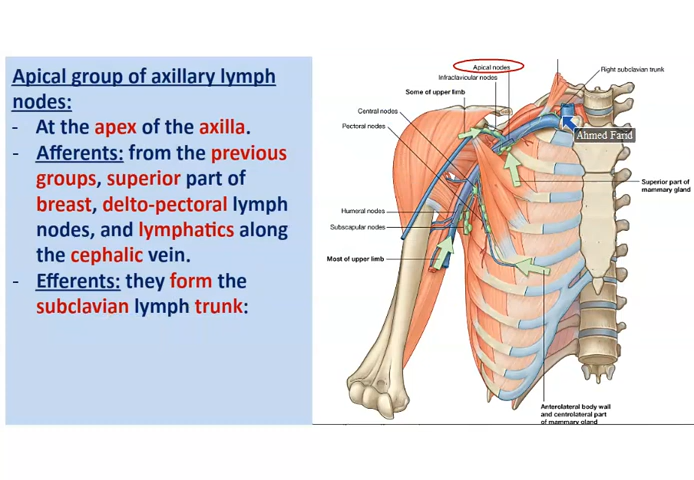 Apical group of axillary lymph
nodes:
- At the apex of the axilla.
- Afferents: from the previous
groups, superior part of
breast, delto-pectoral lymph
nodes, and lymphatics along
the cephalic vein.
- Efferents: they form the
subclavian lymph trunk:
Apical nodes
Infraclavicular nodes
Right subclavian trunk
Some of upper limb
Central nodes
Pectoral nodes
Ahmed Farid
Superior part of
mammary gland
Humeral nodes
Subscapular nodes
Most of upper limb
Anterolateral body wall
and centrolateral part
of mammary gland